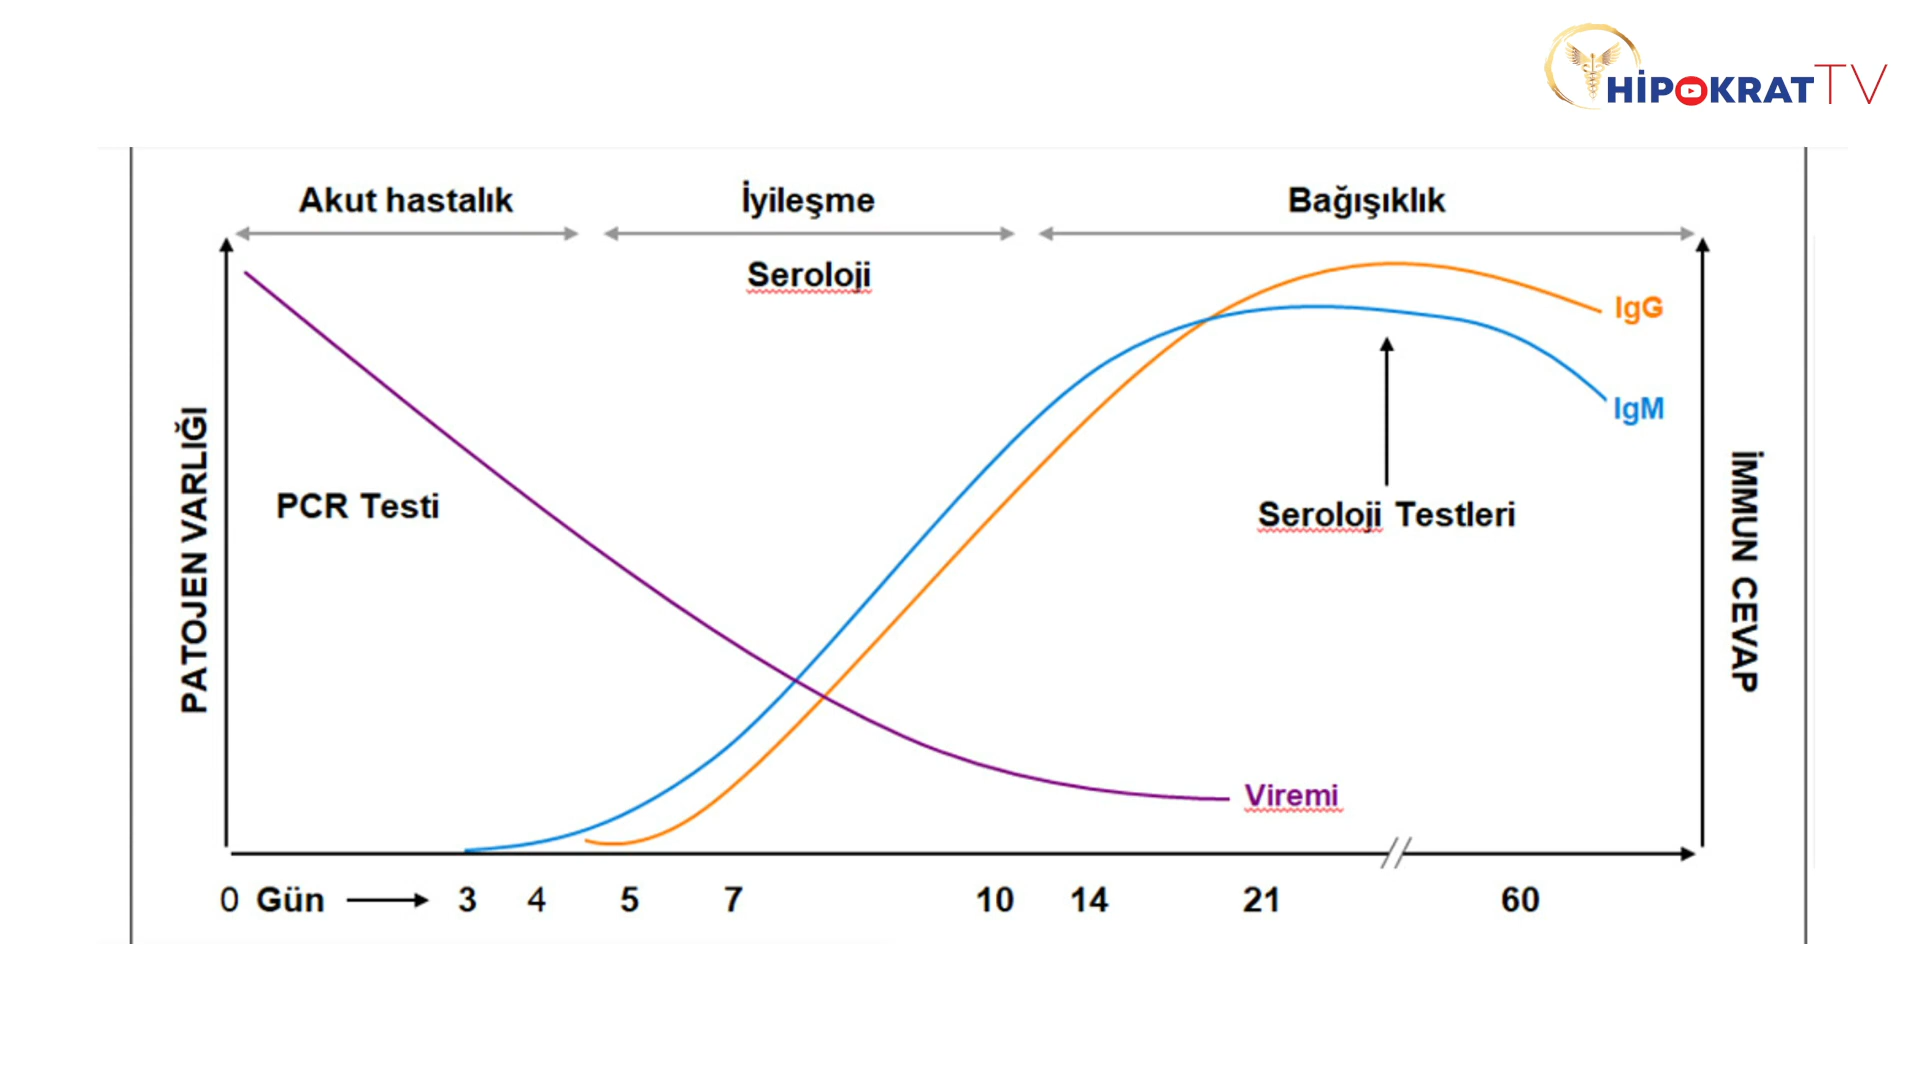 HİPOKRAT TV
Akut hastalık
İyileşme
Bağışıklık
Seroloji
IgG
IgM
PATOJEN VARLIĞI
PCR Testi
Seroloji Testleri
İMMUN CEVAP
Viremi
0 Gün 3 4 5 7 10 14 21 60